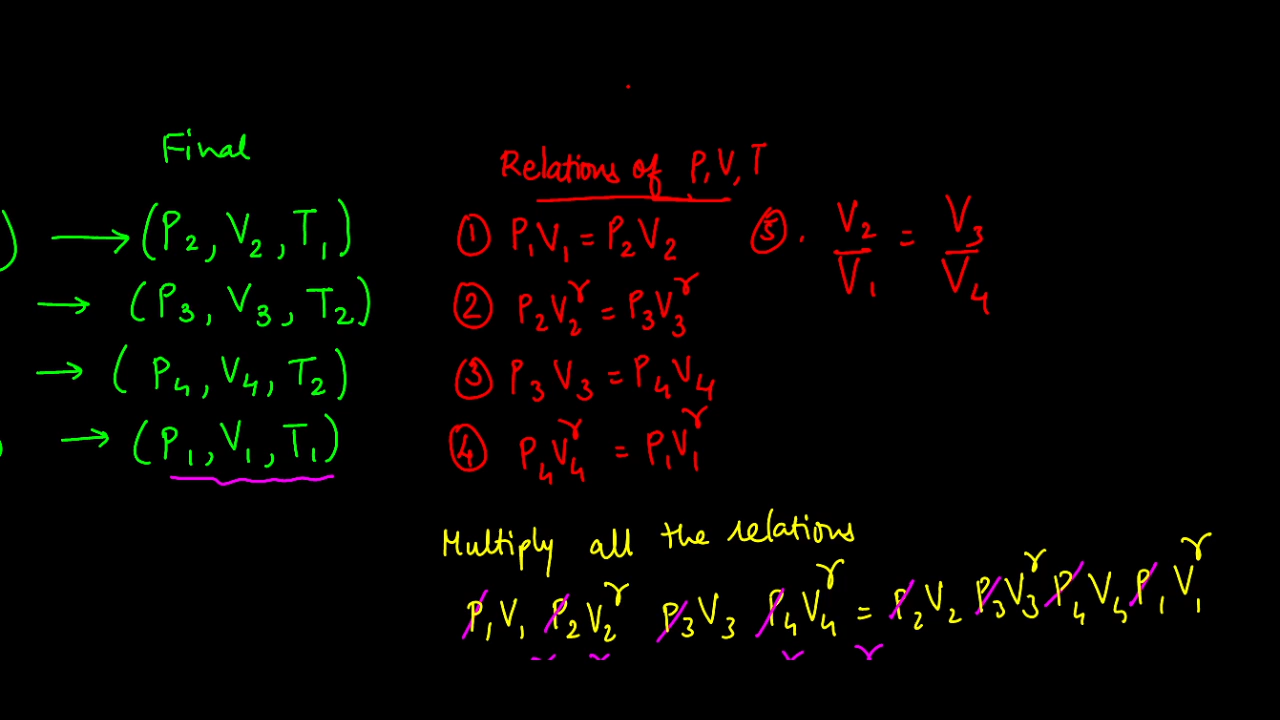 Final
Relations of P, V, T
) ⟶ (P₂, V₂, T₁)
① P₁V₁ = P₂V₂
⑤. V₂/V₁ = V₃/V₄
→ (P₃, V₃, T₂)
② P₂V₂^γ = P₃V₃^γ
→ (P₄, V₄, T₂)
③ P₃V₃ = P₄V₄
) → (P₁, V₁, T₁)
④ P₄V₄^γ = P₁V₁^γ
Multiply all the relations
P₁V₁ P₂V₂^γ P₃V₃ P₄V₄^γ = P₂V₂ P₃V₃^γ P₄V₄ P₁V₁^γ